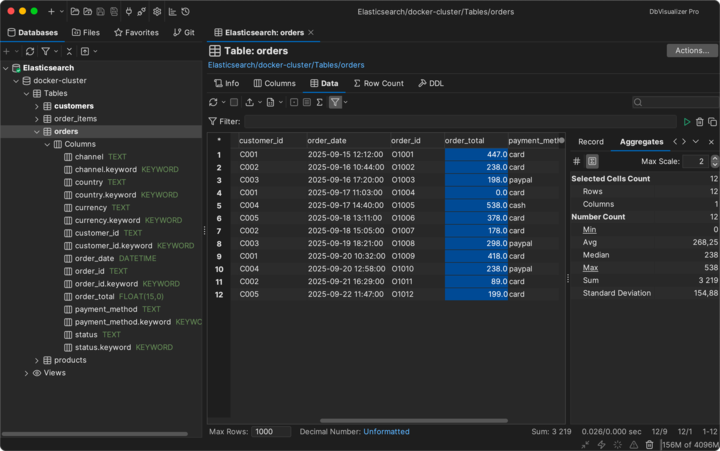 Elasticsearch/docker-cluster/Tables/orders
DbVisualizer Pro
Databases
Files
Favorites
Git
Elasticsearch
docker-cluster
Tables
customers
order_items
orders
Columns
channel TEXT
channel.keyword KEYWORD
country TEXT
country.keyword KEYWORD
currency TEXT
currency.keyword KEYWORD
customer_id TEXT
customer_id.keyword KEYWORD
order_date DATETIME
order_id TEXT
order_id.keyword KEYWORD
order_total FLOAT(15,0)
payment_method TEXT
payment_method.keyword KEYWO
status TEXT
status.keyword KEYWORD
products
Views
Elasticsearch: orders ×
Table: orders
Actions...
Elasticsearch/docker-cluster/Tables/orders
Info
Columns
Data
Row Count
DDL
Filter:
* customer_id order_date order_id order_total payment_meth
1 C001 2025-09-15 12:12:00 O1001 447.0 card
2 C002 2025-09-16 10:44:00 O1002 238.0 card
3 C003 2025-09-16 17:20:00 O1003 198.0 paypal
4 C001 2025-09-17 11:03:00 O1004 0.0 card
5 C004 2025-09-17 14:40:00 O1005 538.0 cash
6 C005 2025-09-18 13:11:00 O1006 378.0 card
7 C002 2025-09-18 15:05:00 O1007 178.0 card
8 C003 2025-09-19 18:21:00 O1008 298.0 paypal
9 C001 2025-09-20 10:32:00 O1009 418.0 card
10 C004 2025-09-20 12:58:00 O1010 238.0 paypal
11 C002 2025-09-21 16:29:00 O1011 89.0 card
12 C005 2025-09-22 11:47:00 O1012 199.0 card
Record
Aggregates
Max Scale: 2
Selected Cells Count 12
Rows 12
Columns 1
Number Count 12
Min 0
Avg 268,25
Median 238
Max 538
Sum 3 219
Standard Deviation 154,88
Max Rows: 1000
Decimal Number: Unformatted
Sum: 3 219
0.026/0.000 sec
12/9
12/1
1-12
156M of 4096M